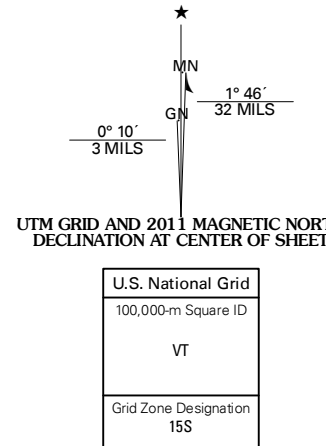 ★
MN
GN
1° 46´
32 MILS
0° 10´
3 MILS
UTM GRID AND 2011 MAGNETIC
DECLINATION AT CENTER OF SHEET
U.S. National Grid
100,000-m Square ID
VT
Grid Zone Designation
15S